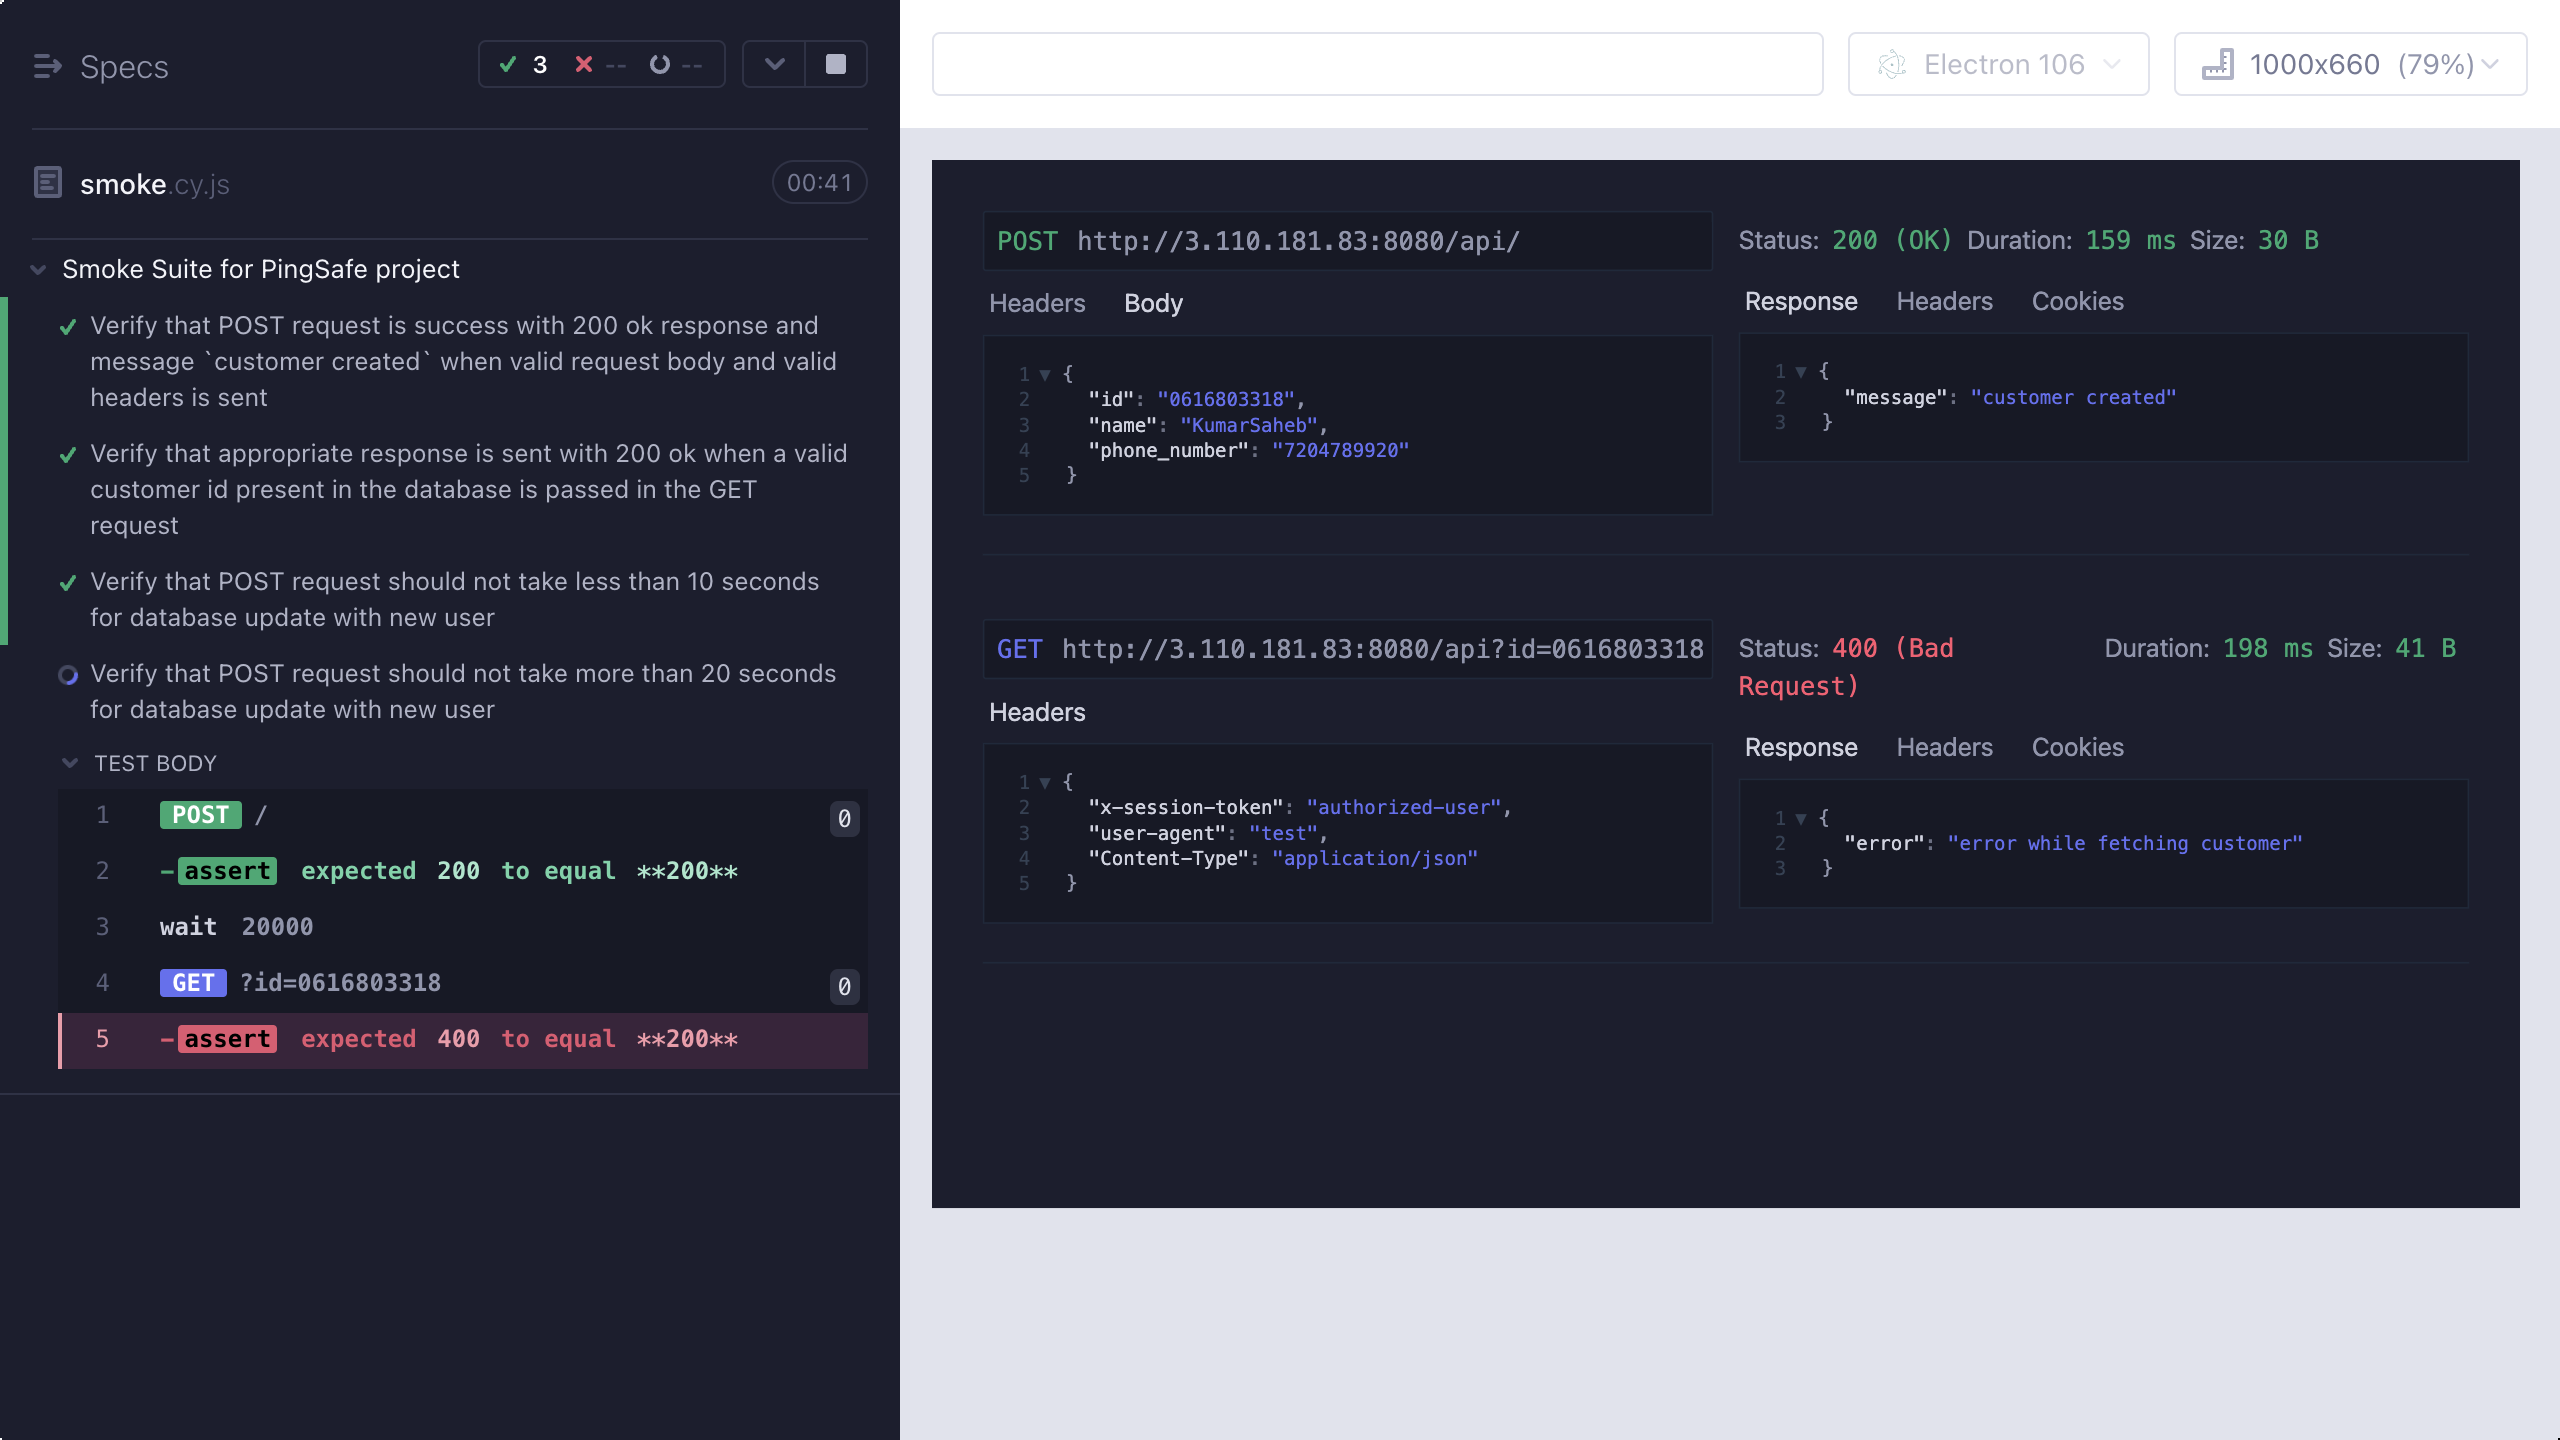 Specs
3 -- --
smoke.cy.js
00:41
Smoke Suite for PingSafe project
Verify that POST request is success with 200 ok response and
message `customer created` when valid request body and valid
headers is sent
Verify that appropriate response is sent with 200 ok when a valid
customer id present in the database is passed in the GET
request
Verify that POST request should not take less than 10 seconds
for database update with new user
Verify that POST request should not take more than 20 seconds
for database update with new user
TEST BODY
1 POST / 0
2 -assert expected 200 to equal **200**
3 wait 20000
4 GET ?id=0616803318 0
5 -assert expected 400 to equal **200**
Electron 106
1000x660 (79%)
POST http://3.110.181.83:8080/api/
Headers Body
1 {
2 "id": "0616803318",
3 "name": "KumarSaheb",
4 "phone_number": "7204789920"
5 }
Status: 200 (OK) Duration: 159 ms Size: 30 B
Response Headers Cookies
1 {
2 "message": "customer created"
3 }
GET http://3.110.181.83:8080/api?id=0616803318
Headers
1 {
2 "x-session-token": "authorized-user",
3 "user-agent": "test",
4 "Content-Type": "application/json"
5 }
Status: 400 (Bad
Request) Duration: 198 ms Size: 41 B
Response Headers Cookies
1 {
2 "error": "error while fetching customer"
3 }